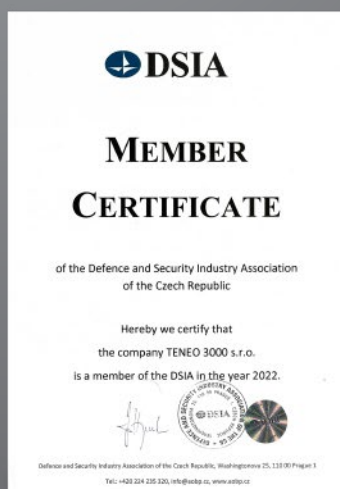 DSIA
MEMBER
CERTIFICATE
of the Defence and Security Industry Association
of the Czech Republic
Hereby we certify that
the company TENEO 3000 s.r.o.
is a member of the DSIA in the year 2022.
DSIA
Defence and Security Industry Association of the Czech Republic, Washingtonova 25, 110 00 Prague 1
Tel.: +420 224 235 320, info@aobp.cz, www.aobp.cz